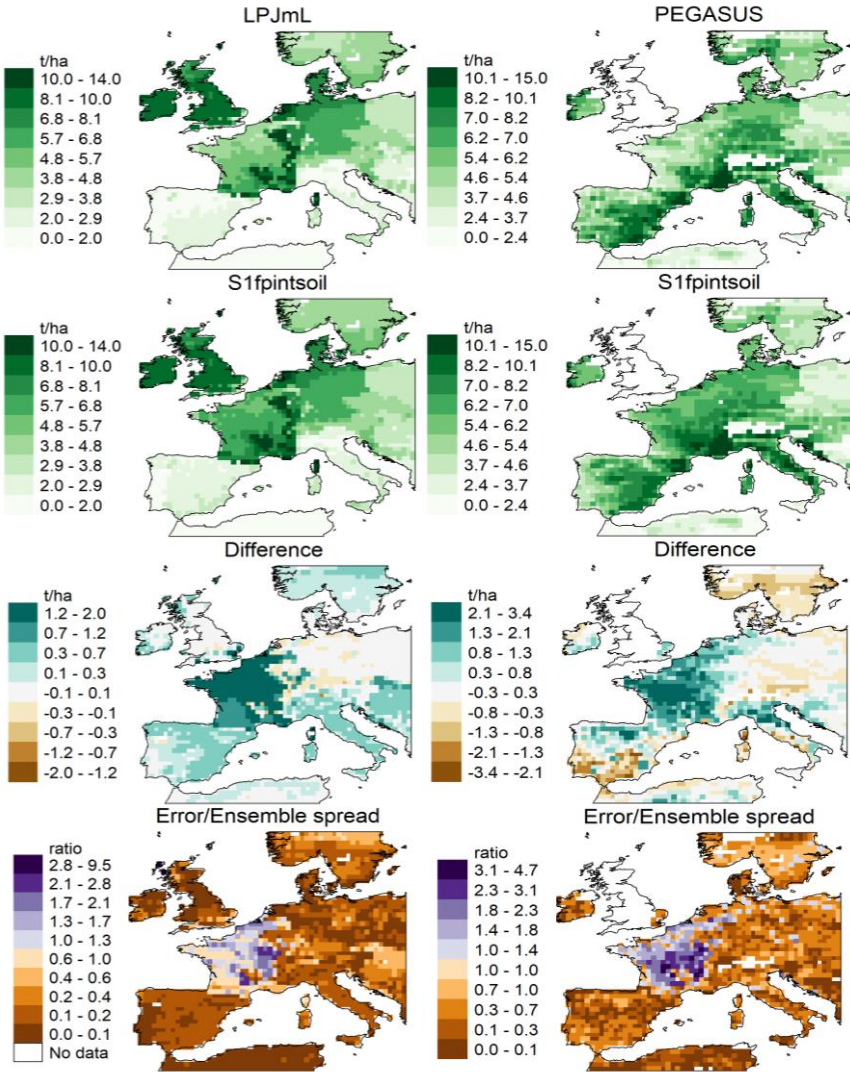 LPJmL
t/ha
10.0 - 14.0
8.1 - 10.0
6.8 - 8.1
5.7 - 6.8
4.8 - 5.7
3.8 - 4.8
2.9 - 3.8
2.0 - 2.9
0.0 - 2.0
PEGASUS
t/ha
10.1 - 15.0
8.2 - 10.1
7.0 - 8.2
6.2 - 7.0
5.4 - 6.2
4.6 - 5.4
3.7 - 4.6
2.4 - 3.7
0.0 - 2.4
S1fpintsoil
t/ha
10.0 - 14.0
8.1 - 10.0
6.8 - 8.1
5.7 - 6.8
4.8 - 5.7
3.8 - 4.8
2.9 - 3.8
2.0 - 2.9
0.0 - 2.0
S1fpintsoil
t/ha
10.1 - 15.0
8.2 - 10.1
7.0 - 8.2
6.2 - 7.0
5.4 - 6.2
4.6 - 5.4
3.7 - 4.6
2.4 - 3.7
0.0 - 2.4
Difference
t/ha
1.2 - 2.0
0.7 - 1.2
0.3 - 0.7
0.1 - 0.3
-0.1 - 0.1
-0.3 - -0.1
-0.7 - -0.3
-1.2 - -0.7
-2.0 - -1.2
Difference
t/ha
2.1 - 3.4
1.3 - 2.1
0.8 - 1.3
0.3 - 0.8
-0.3 - 0.3
-0.8 - -0.3
-1.3 - -0.8
-2.1 - -1.3
-3.4 - -2.1
Error/Ensemble spread
ratio
2.8 - 9.5
2.1 - 2.8
1.7 - 2.1
1.3 - 1.7
1.0 - 1.3
0.6 - 1.0
0.4 - 0.6
0.2 - 0.4
0.1 - 0.2
0.0 - 0.1
No data
Error/Ensemble spread
ratio
3.1 - 4.7
2.3 - 3.1
1.8 - 2.3
1.4 - 1.8
1.0 - 1.4
1.0 - 1.0
0.7 - 1.0
0.3 - 0.7
0.1 - 0.3
0.0 - 0.1